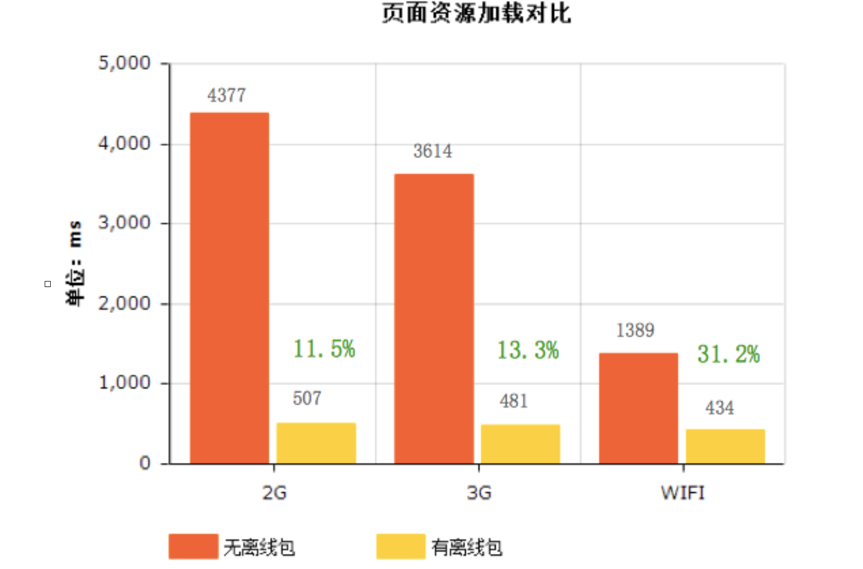 页面资源加载对比
5,000
4,000
3,000
2,000
1,000
0
单位：ms
4377
507
11.5%
3614
481
13.3%
1389
434
31.2%
2G
3G
WIFI
无离线包
有离线包